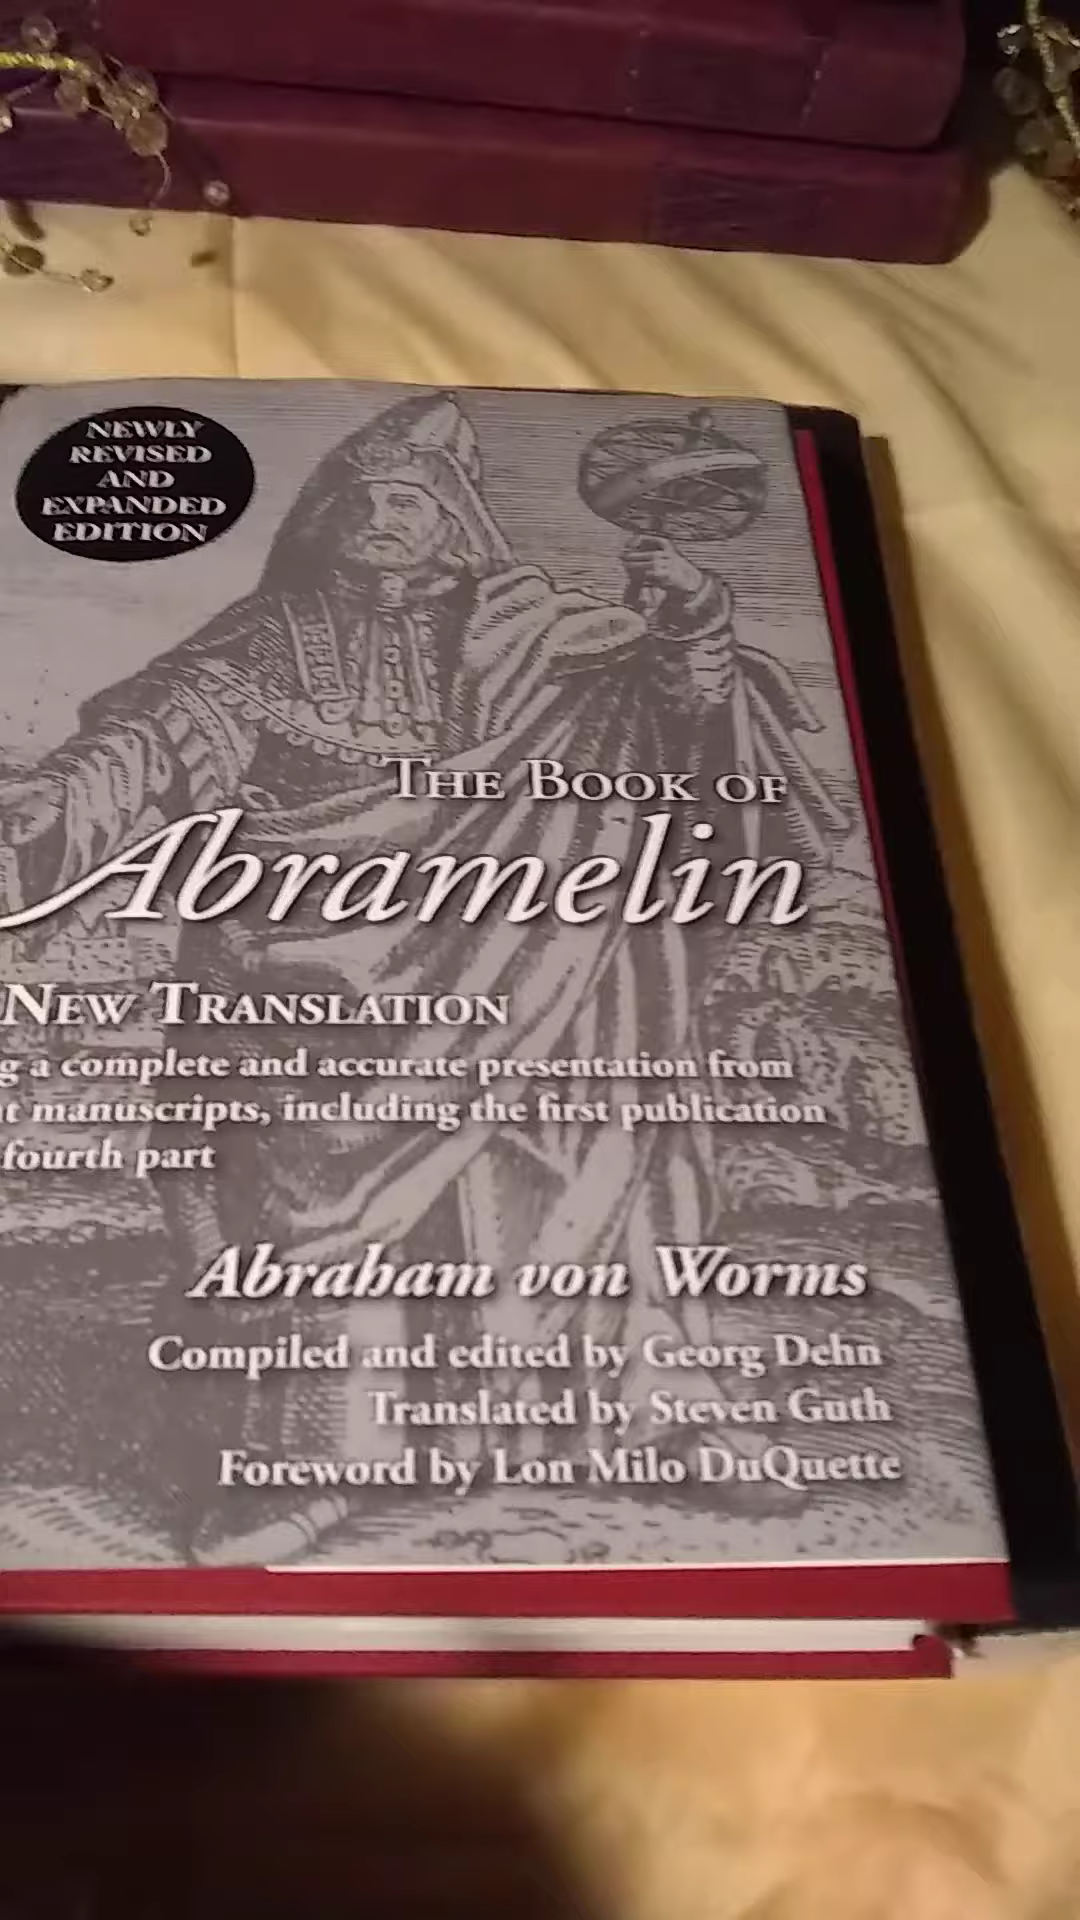 NEWLY
REVISED
AND
EXPANDED
EDITION
THE BOOK OF
Abramelin
NEW TRANSLATION
a complete and accurate presentation from
manuscripts, including the first publication
fourth part
Abraham von Worms
Compiled and edited by Georg Dehn
Translated by Steven Guth
Foreword by Lon Milo DuQuette